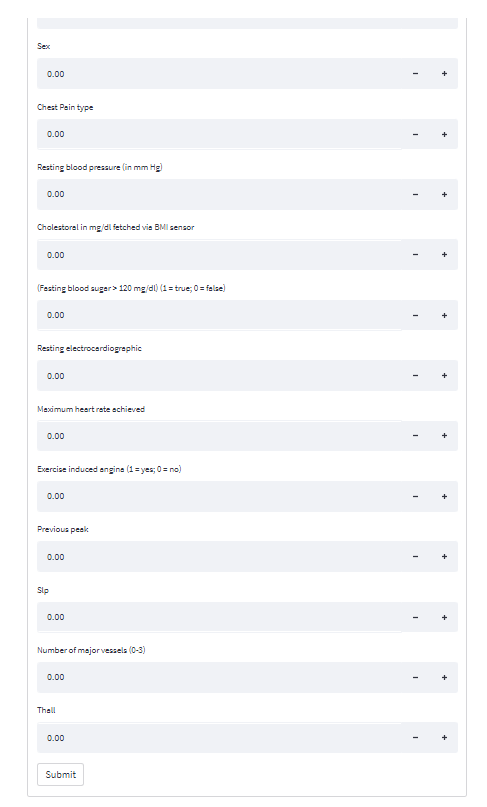 Sex
0.00 - +
Chest Pain type
0.00 - +
Resting blood pressure (in mm Hg)
0.00 - +
Cholestoral in mg/dl fetched via BMI sensor
0.00 - +
(Fasting blood sugar > 120 mg/dl) (1 = true; 0 = false)
0.00 - +
Resting electrocardiographic
0.00 - +
Maximum heart rate achieved
0.00 - +
Exercise induced angina (1 = yes; 0 = no)
0.00 - +
Previous peak
0.00 - +
Slp
0.00 - +
Number of major vessels (0-3)
0.00 - +
Thall
0.00 - +
Submit